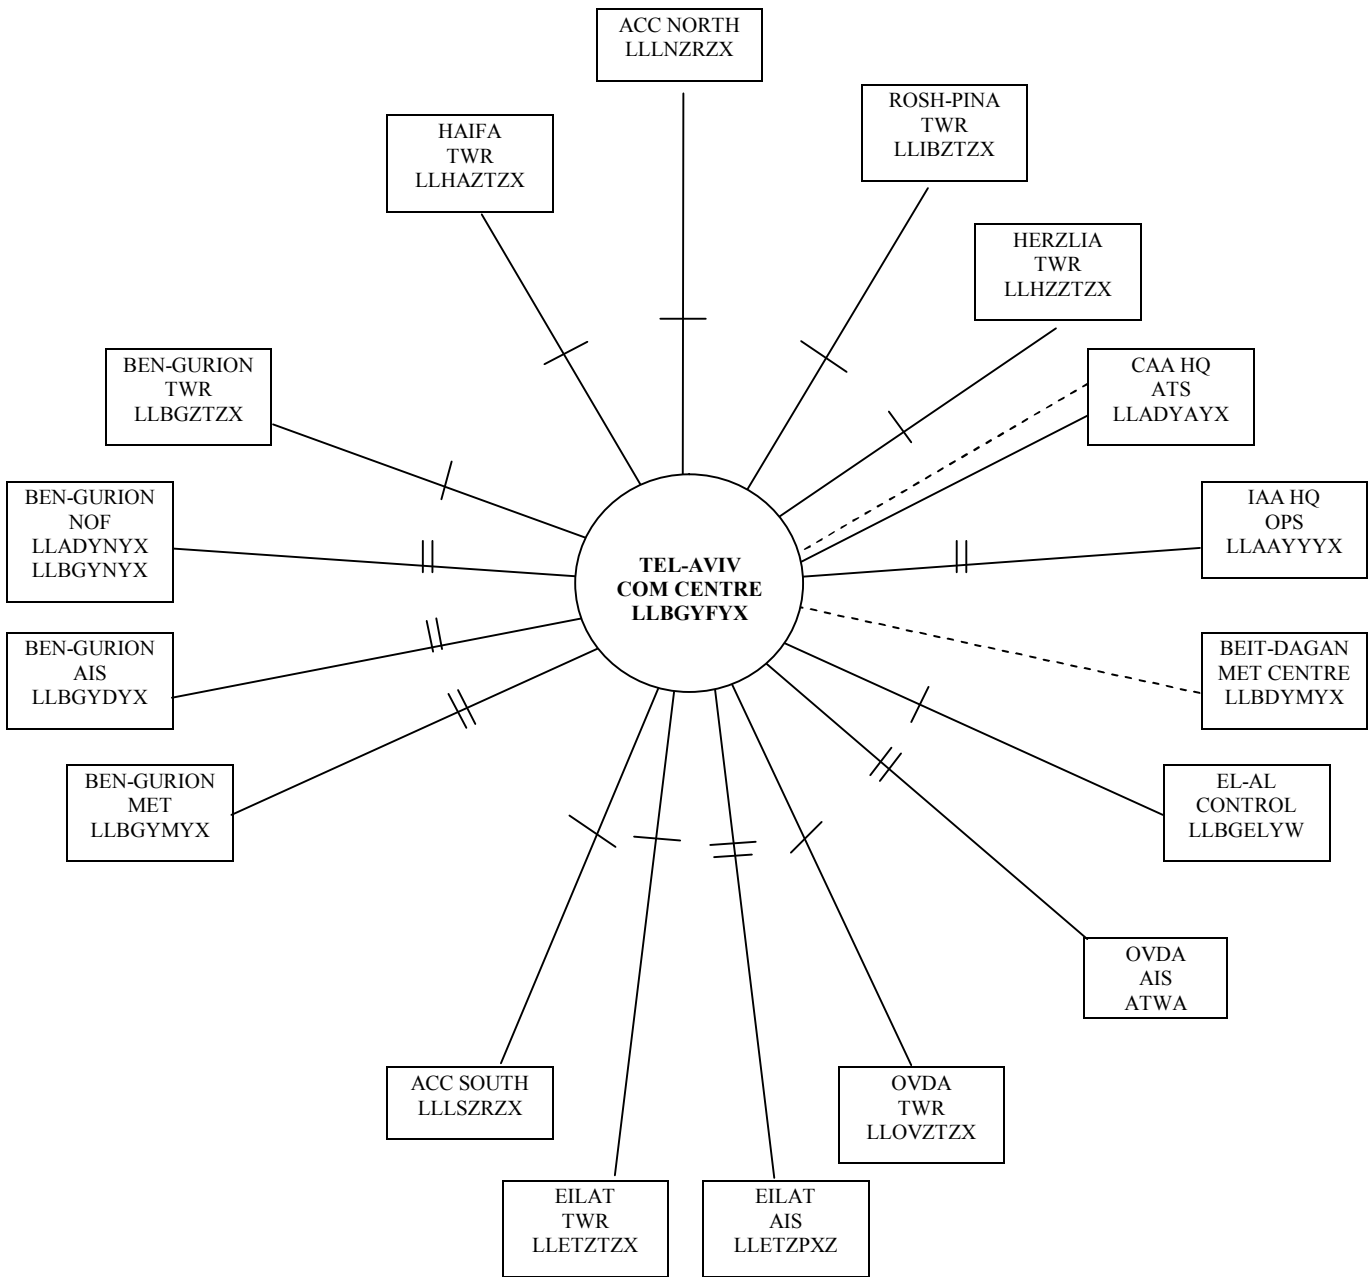 ACC NORTH
LLLNZRZX
ROSH-PINA
TWR
LLIBZTZX
HAIFA
TWR
LLHAZTZX
HERZLIA
TWR
LLHZZTZX
BEN-GURION
TWR
LLBGZTZX
CAA HQ
ATS
LLADYAYX
BEN-GURION
NOF
LLADYNYX
LLBGYNYX
IAA HQ
OPS
LLAAYYYX
TEL-AVIV
COM CENTRE
LLBGYFYX
BEN-GURION
AIS
LLBGYDYX
BEIT-DAGAN
MET CENTRE
LLBDYMYX
BEN-GURION
MET
LLBGYMYX
EL-AL
CONTROL
LLBGELYW
OVDA
AIS
ATWA
ACC SOUTH
LLLSZRZX
OVDA
TWR
LLOVZTZX
EILAT
TWR
LLETZTZX
EILAT
AIS
LLETZPXZ